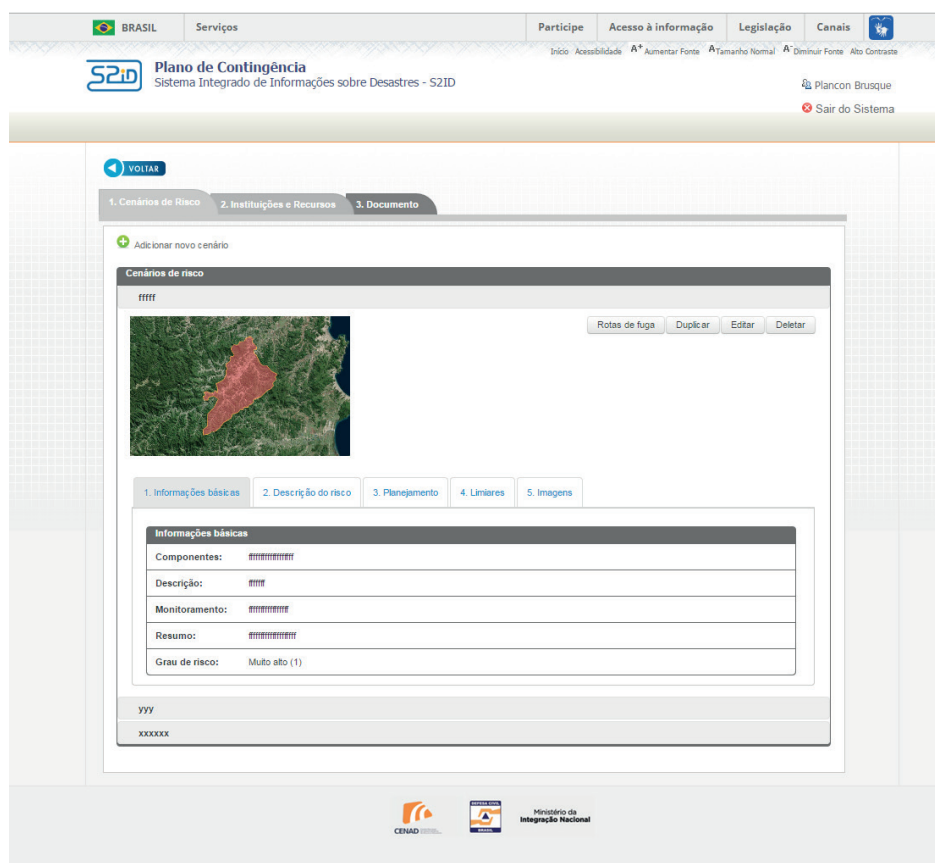 BRASIL Serviços Participe Acesso à informação Legislação Canais
Início Acessibilidade A+ Aumentar Fonte A Tamanho Normal A- Diminuir Fonte Alto Contraste
S2iD
Plano de Contingência
Sistema Integrado de Informações sobre Desastres - S2ID
Plancon Brusque
Sair do Sistema
VOLTAR
1. Cenários de Risco 2. Instituições e Recursos 3. Documento
Adicionar novo cenário
Cenários de risco
fffff
Rotas de fuga Duplicar Editar Deletar
1. Informações básicas 2. Descrição do risco 3. Planejamento 4. Limiares 5. Imagens
Informações básicas
Componentes:
Descrição:
Monitoramento:
Resumo:
Grau de risco: Muito alto (1)
yyy
xxxxxx
CENAD
DEFESA CIVIL
BRASIL
Ministério da
Integração Nacional